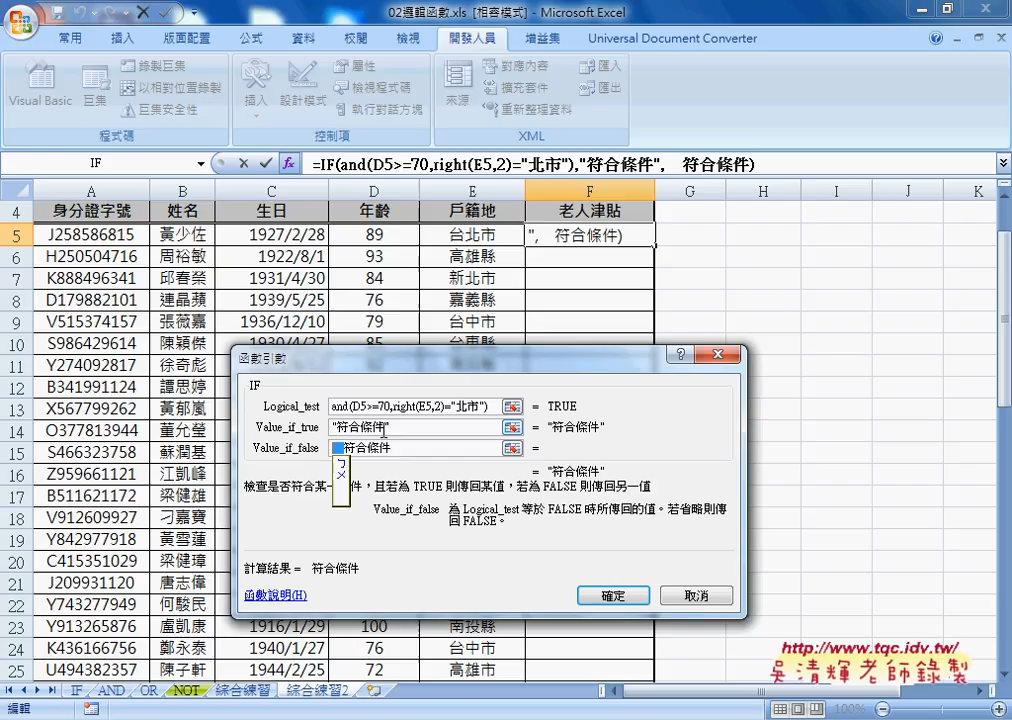 02邏輯函數.xls [相容模式] - Microsoft Excel
常用 插入 版面配置 公式 資料 校閱 檢視 開發人員 增益集 Universal Document Converter
Visual Basic 巨集 錄製巨集 以相對位置錄製 巨集安全性 插入 設計模式 屬性 檢視程式碼 執行對話方塊 來源 對應內容 擴充套件 重新整理資料 匯入 匯出
程式碼 控制項 XML
IF =IF(and(D5>=70,right(E5,2)="北市"),"符合條件",　符合條件)
A B C D E F G H I J K
4 身分證字號 姓名 生日 年齡 戶籍地 老人津貼
5 J258586815 黃少佐 1927/2/28 89 台北市 ",　符合條件)
6 H250504716 周裕敏 1922/8/1 93 高雄縣
7 K888496341 邱春榮 1931/4/30 84 新北市
8 D179882101 連晶蘋 1939/5/25 76 嘉義縣
9 V515374157 張薇嘉 1936/12/10 79 台中市
10 S986429614 陳穎傑 1930/4/27 85 台東縣
11 Y274092817 徐奇彪
12 B341991124 譚思婷
13 X567799262 黃郁嵐
14 O377813944 董允瑩
15 S466323758 蘇潤基
16 Z959661121 江凱峰
17 B511621172 梁健雄
18 V912609927 刁嘉寶
19 Y842977918 黃雪蓮
20 C415351029 梁健瑋
21 J209931120 唐志偉
22 Y743277949 何駿民
23 Y913265876 盧凱康 1916/1/29 100 南投縣
24 K436166756 鄭永泰 1940/1/27 76 台中市
25 U494382357 陳子軒 1944/2/25 72 高雄市
函數引數
IF
Logical_test and(D5>=70,right(E5,2)="北市") = TRUE
Value_if_true "符合條件" = "符合條件"
Value_if_false 符合條件 =
ㄅㄨ
= "符合條件"
檢查是否符合某一條件，且若為 TRUE 則傳回某值，若為 FALSE 則傳回另一值
Value_if_false 為 Logical_test 等於 FALSE 時所傳回的值。若省略則傳回 FALSE。
計算結果 =　符合條件
函數說明(H) 確定 取消
http://www.tqc.idv.tw/
吳清輝老師錄製
IF AND OR NOT 綜合練習 綜合練習2
編輯 100%